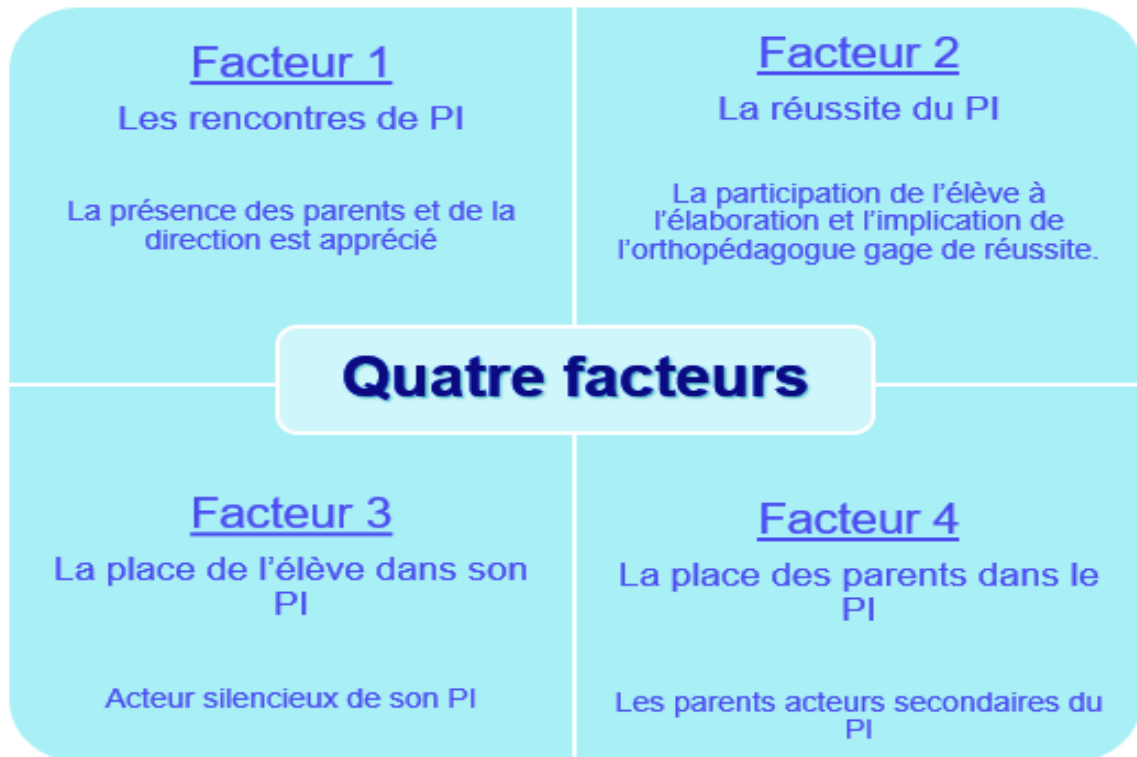 Facteur 1
Les rencontres de PI
La présence des parents et de la
direction est apprécié
Facteur 2
La réussite du PI
La participation de l'élève à
l'élaboration et l'implication de
l'orthopédagogue gage de réussite.
Quatre facteurs
Facteur 3
La place de l'élève dans son
PI
Acteur silencieux de son PI
Facteur 4
La place des parents dans le
PI
Les parents acteurs secondaires du
PI